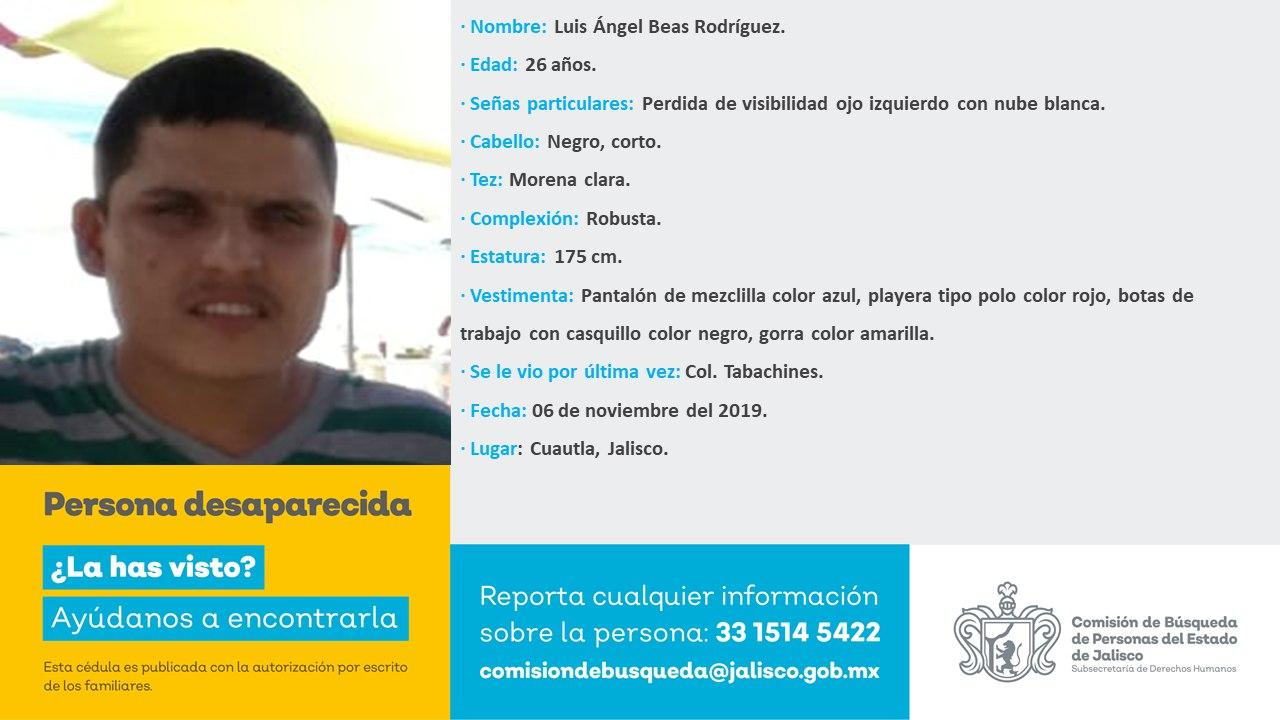 · Nombre: Luis Ángel Beas Rodríguez.
· Edad: 26 años.
· Señas particulares: Perdida de visibilidad ojo izquierdo con nube blanca.
· Cabello: Negro, corto.
· Tez: Morena clara.
· Complexión: Robusta.
· Estatura: 175 cm.
· Vestimenta: Pantalón de mezclilla color azul, playera tipo polo color rojo, botas de
trabajo con casquillo color negro, gorra color amarilla.
· Se le vio por última vez: Col. Tabachines.
· Fecha: 06 de noviembre del 2019.
· Lugar: Cuautla, Jalisco.
Persona desaparecida
¿La has visto?
Ayúdanos a encontrarla
Esta cédula es publicada con la autorización por escrito
de los familiares.
Reporta cualquier información
sobre la persona: 33 1514 5422
comisiondebusqueda@jalisco.gob.mx
Comisión de Búsqueda
de Personas del Estado
de Jalisco
Subsecretaría de Derechos Humanos